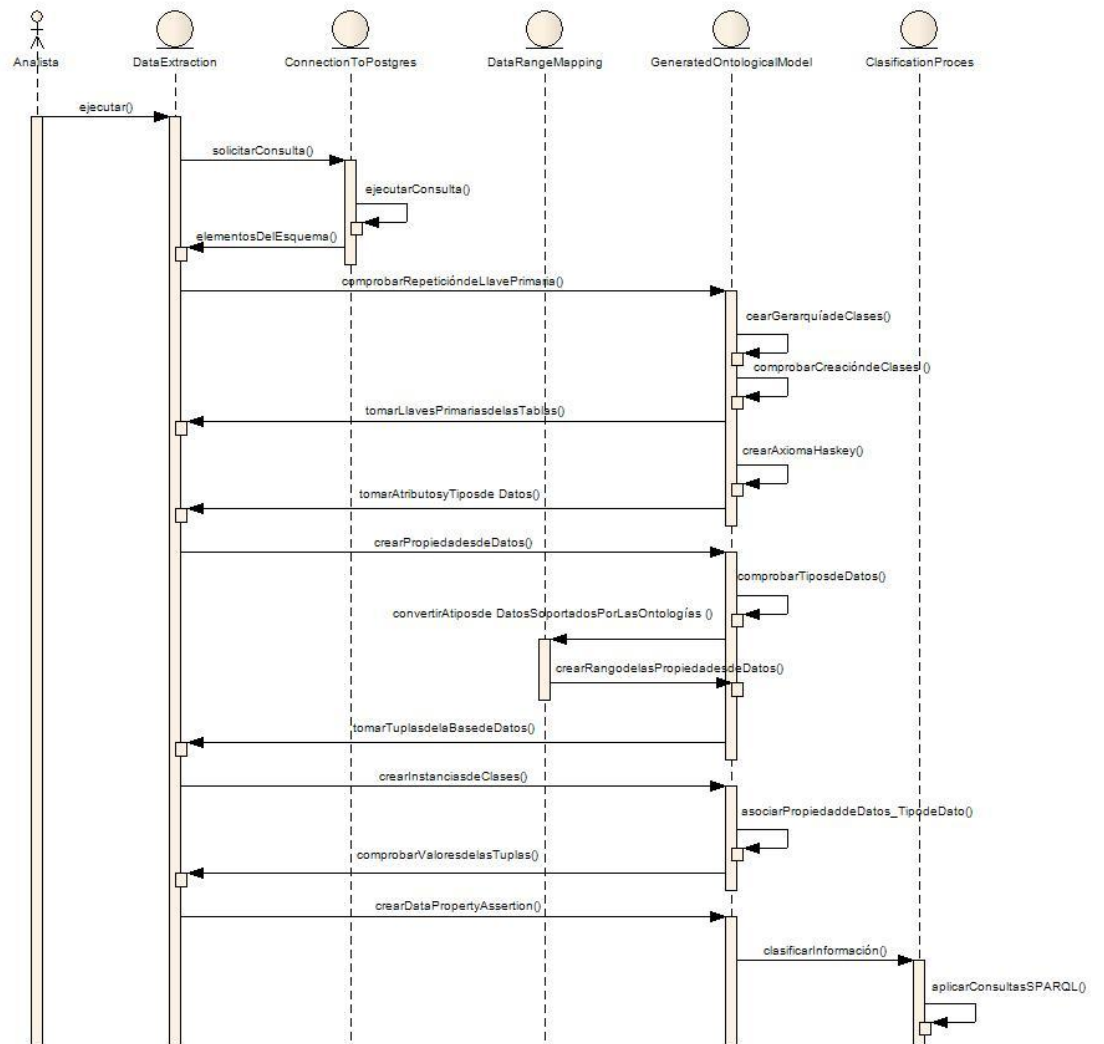 Analista
DataExtraction
ConnectionToPostgres
DataRangeMapping
GeneratedOntologicalModel
ClasificationProces
ejecutar()
solicitarConsulta()
ejecutarConsulta()
elementosDelEsquema()
comprobarRepeticióndeLlavePrimaria()
cearGerarquíadeClases()
comprobarCreacióndeClases ()
tomarLlavesPrimariasdelasTablas()
crearAxiomaHaskey()
tomarAtributosyTiposde Datos()
crearPropiedadesdeDatos()
comprobarTiposdeDatos()
convertirAtiposde DatosSoportadosPorLasOntologías ()
crearRangodelasPropiedadesdeDatos()
tomarTuplasdelaBasedeDatos()
crearInstanciasdeClases()
asociarPropiedaddeDatos_TipodeDato()
comprobarValoresdelasTuplas()
crearDataPropertyAssertion()
clasificarInformación()
aplicarConsultasSPARQL()